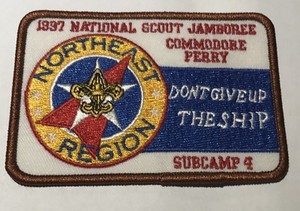 1997 NATIONAL SCOUT JAMBOREE
COMMODORE
PERRY
NORTHEAST
REGION
DONT GIVE UP
THE SHIP
SUBCAMP 4